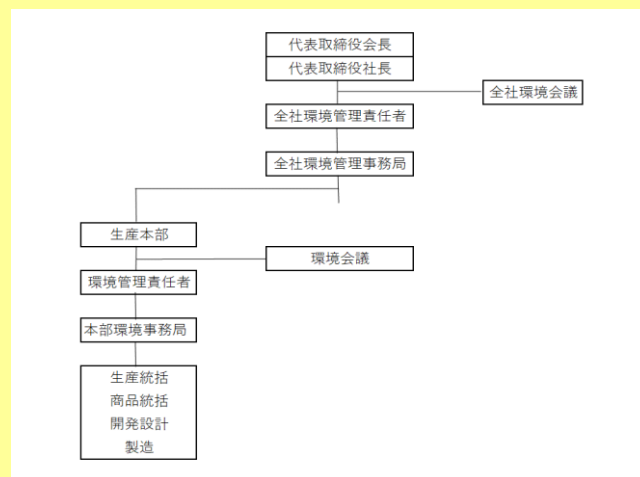 代表取締役会長
代表取締役社長
全社環境会議
全社環境管理責任者
全社環境管理事務局
生産本部
環境会議
環境管理責任者
本部環境事務局
生産統括
商品統括
開発設計
製造